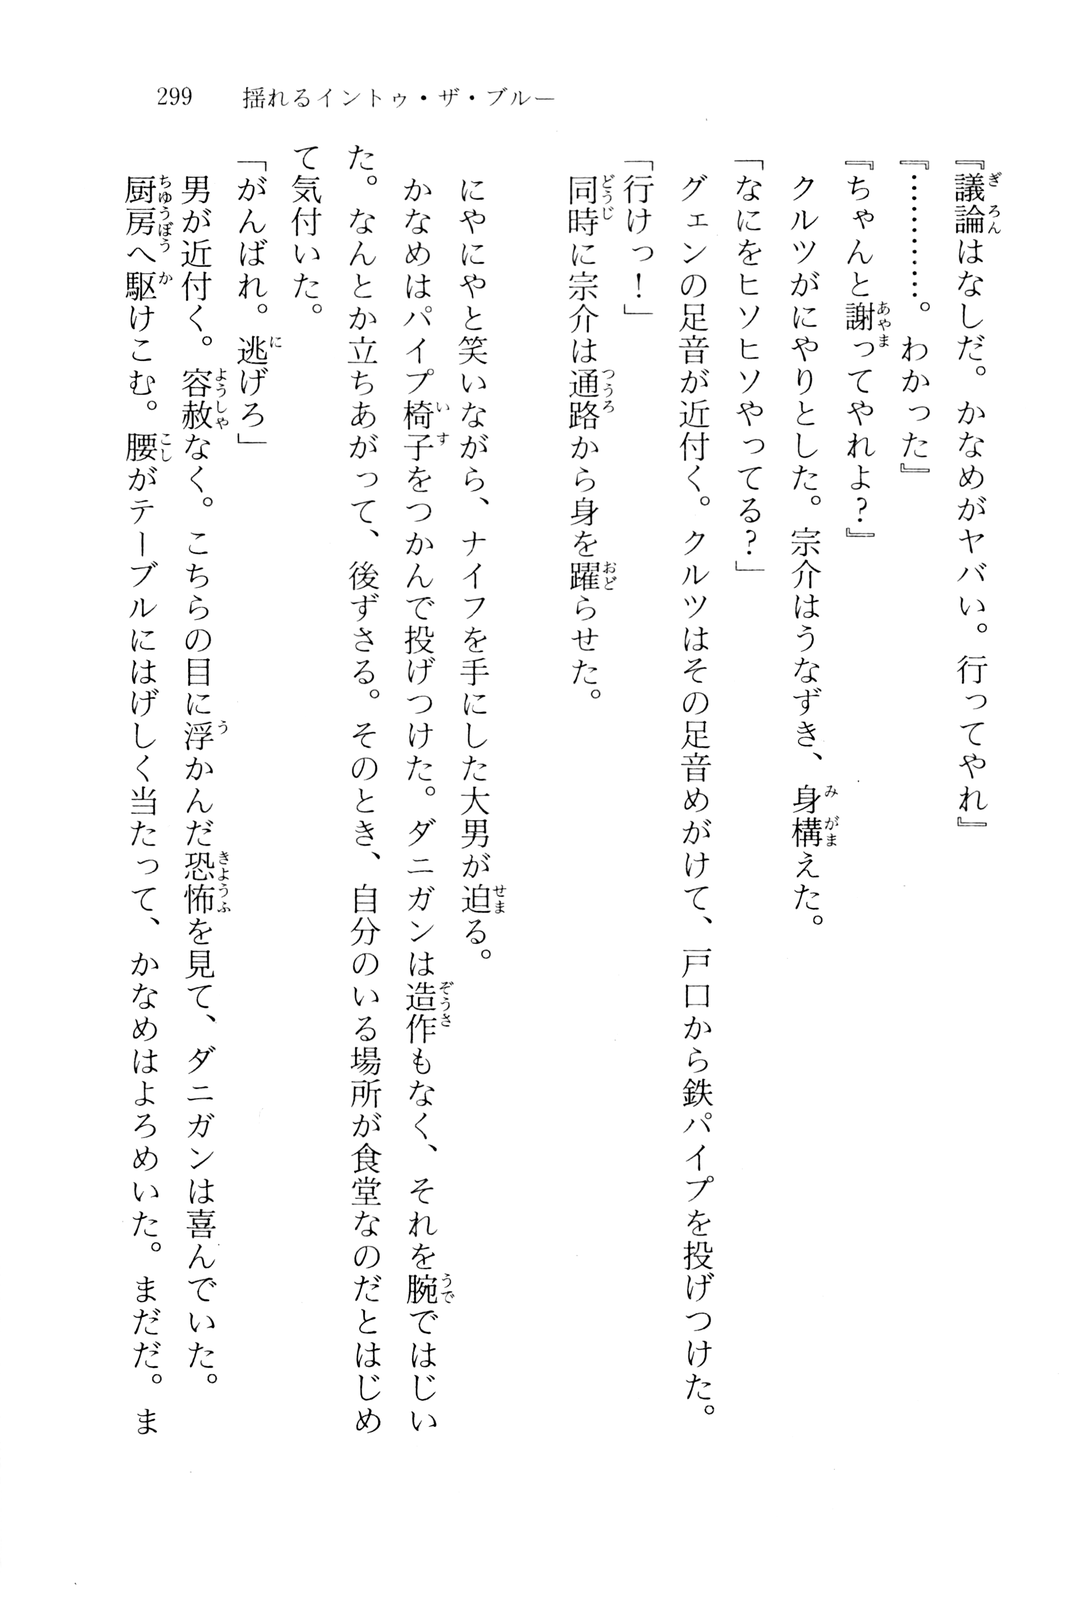 299　揺れるイントゥ・ザ・ブルー
『議論はなしだ。かなめがヤバい。行ってやれ』
『…………。わかった』
『ちゃんと謝ってやれよ？』
クルツがにやりとした。宗介はうなずき、身構えた。
「なにをヒソヒソやってる？」
グェンの足音が近付く。クルツはその足音めがけて、戸口から鉄パイプを投げつけた。
「行けっ！」
同時に宗介は通路から身を躍らせた。
にやにやと笑いながら、ナイフを手にした大男が迫る。
かなめはパイプ椅子をつかんで投げつけた。ダニガンは造作もなく、それを腕ではじい
た。なんとか立ちあがって、後ずさる。そのとき、自分のいる場所が食堂なのだとはじめ
て気付いた。
「がんばれ。逃げろ」
男が近付く。容赦なく。こちらの目に浮かんだ恐怖を見て、ダニガンは喜んでいた。
厨房へ駆けこむ。腰がテーブルにはげしく当たって、かなめはよろめいた。まだだ。ま